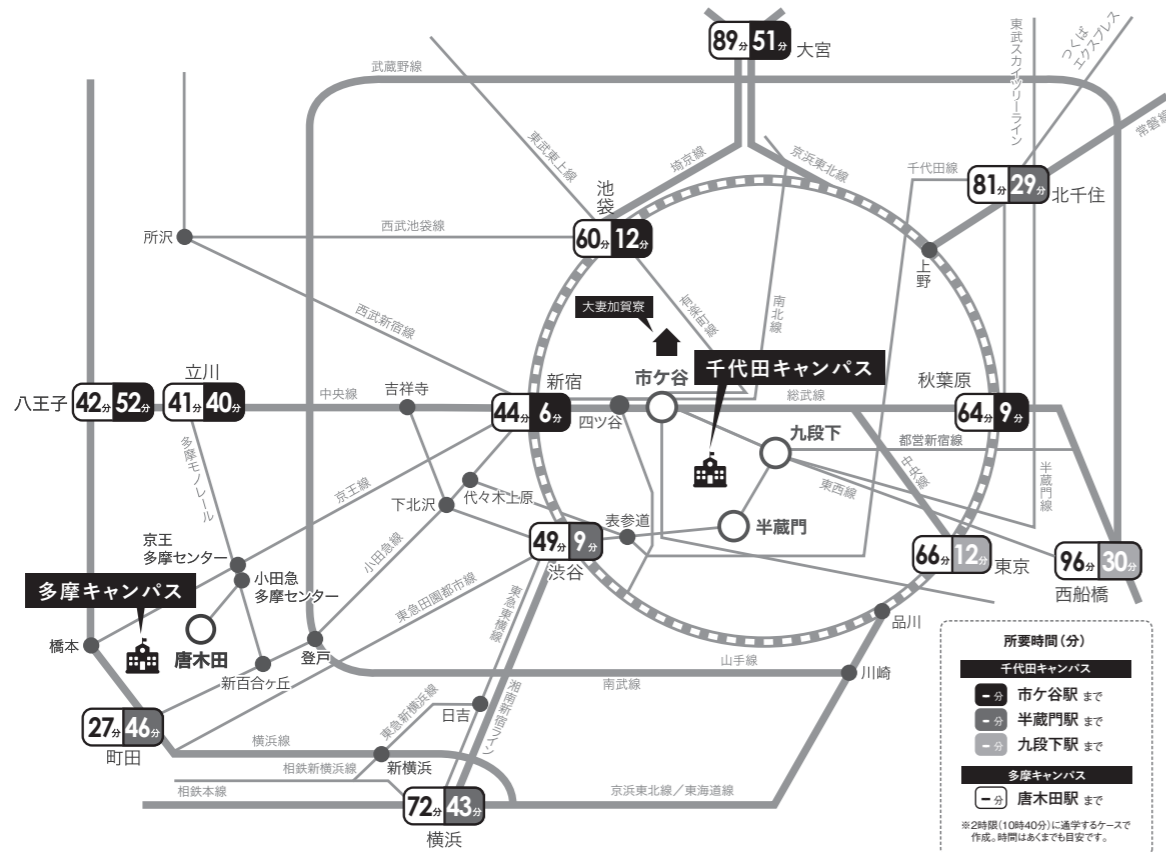 89分 51分 大宮
武蔵野線
東武スカイツリーライン
つくば
エクスプレス
常磐線
東武東上線
埼京線
京浜東北線
千代田線
81分 29分 北千住
池袋
60分 12分
所沢
西武池袋線
上野
西武新宿線
有楽町線
南北線
大妻加賀寮
千代田キャンパス
市ケ谷
立川
八王子 42分 52分
41分 40分
中央線
吉祥寺
新宿
44分 6分
四ツ谷
総武線
秋葉原
64分 9分
九段下
都営新宿線
多摩モノレール
京王線
下北沢
代々木上原
中央線
東西線
半蔵門線
表参道
半蔵門
49分 9分
渋谷
66分 12分 東京
96分 30分
西船橋
京王
多摩センター
小田急
多摩センター
小田急線
多摩キャンパス
東急田園都市線
東急東横線
品川
橋本
唐木田
新百合ヶ丘
登戸
山手線
南武線
川崎
27分 46分
町田
東急新横浜線
日吉
湘南新宿ライン
横浜線
新横浜
相鉄新横浜線
相鉄本線
72分 43分
横浜
京浜東北線／東海道線
所要時間（分）
千代田キャンパス
－分 市ケ谷駅 まで
－分 半蔵門駅 まで
－分 九段下駅 まで
多摩キャンパス
－分 唐木田駅 まで
※2時限（10時40分）に通学するケースで
作成。時間はあくまでも目安です。